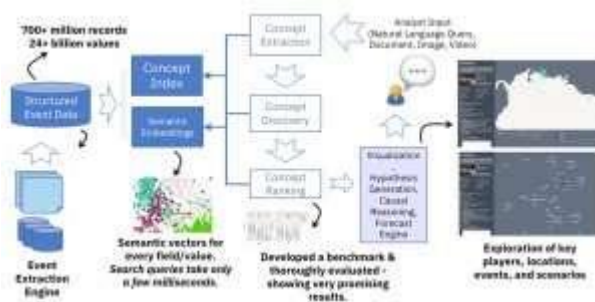 700+ million records
24+ billion values
Structured
Event Data
Event
Extraction
Engine
Concept
Index
Semantic
Embeddings
Semantic vectors for
every field/value.
Search queries take only
a few milliseconds.
Concept
Extraction
Concept
Discovery
Concept
Ranking
Developed a benchmark &
thoroughly evaluated -
showing very promising
results.
Analyst Input
(Natural Language Query,
Document, Image, Video)
Visualization
-
Hypothesis
Generation,
Causal
Reasoning,
Forecast
Engine
Exploration of key
players, locations,
events, and scenarios